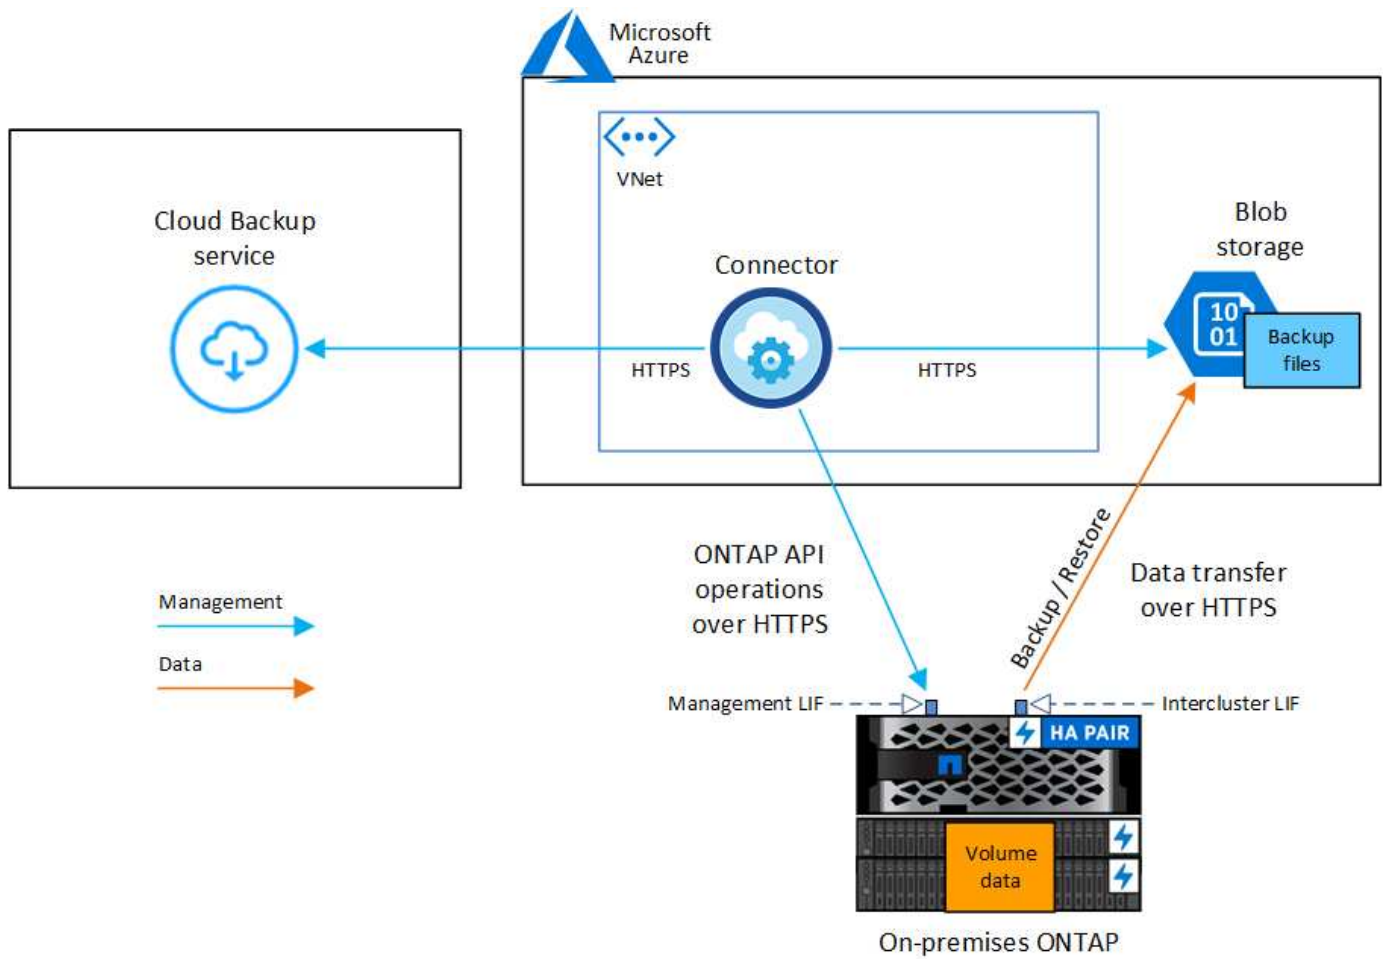 Microsoft
Azure
VNet
Cloud Backup
service
Connector
Blob
storage
10
01
Backup
files
HTTPS
HTTPS
ONTAP API
operations
over HTTPS
Backup / Restore
Data transfer
over HTTPS
Management
Data
Management LIF
Intercluster LIF
HA PAIR
Volume
data
On-premises ONTAP